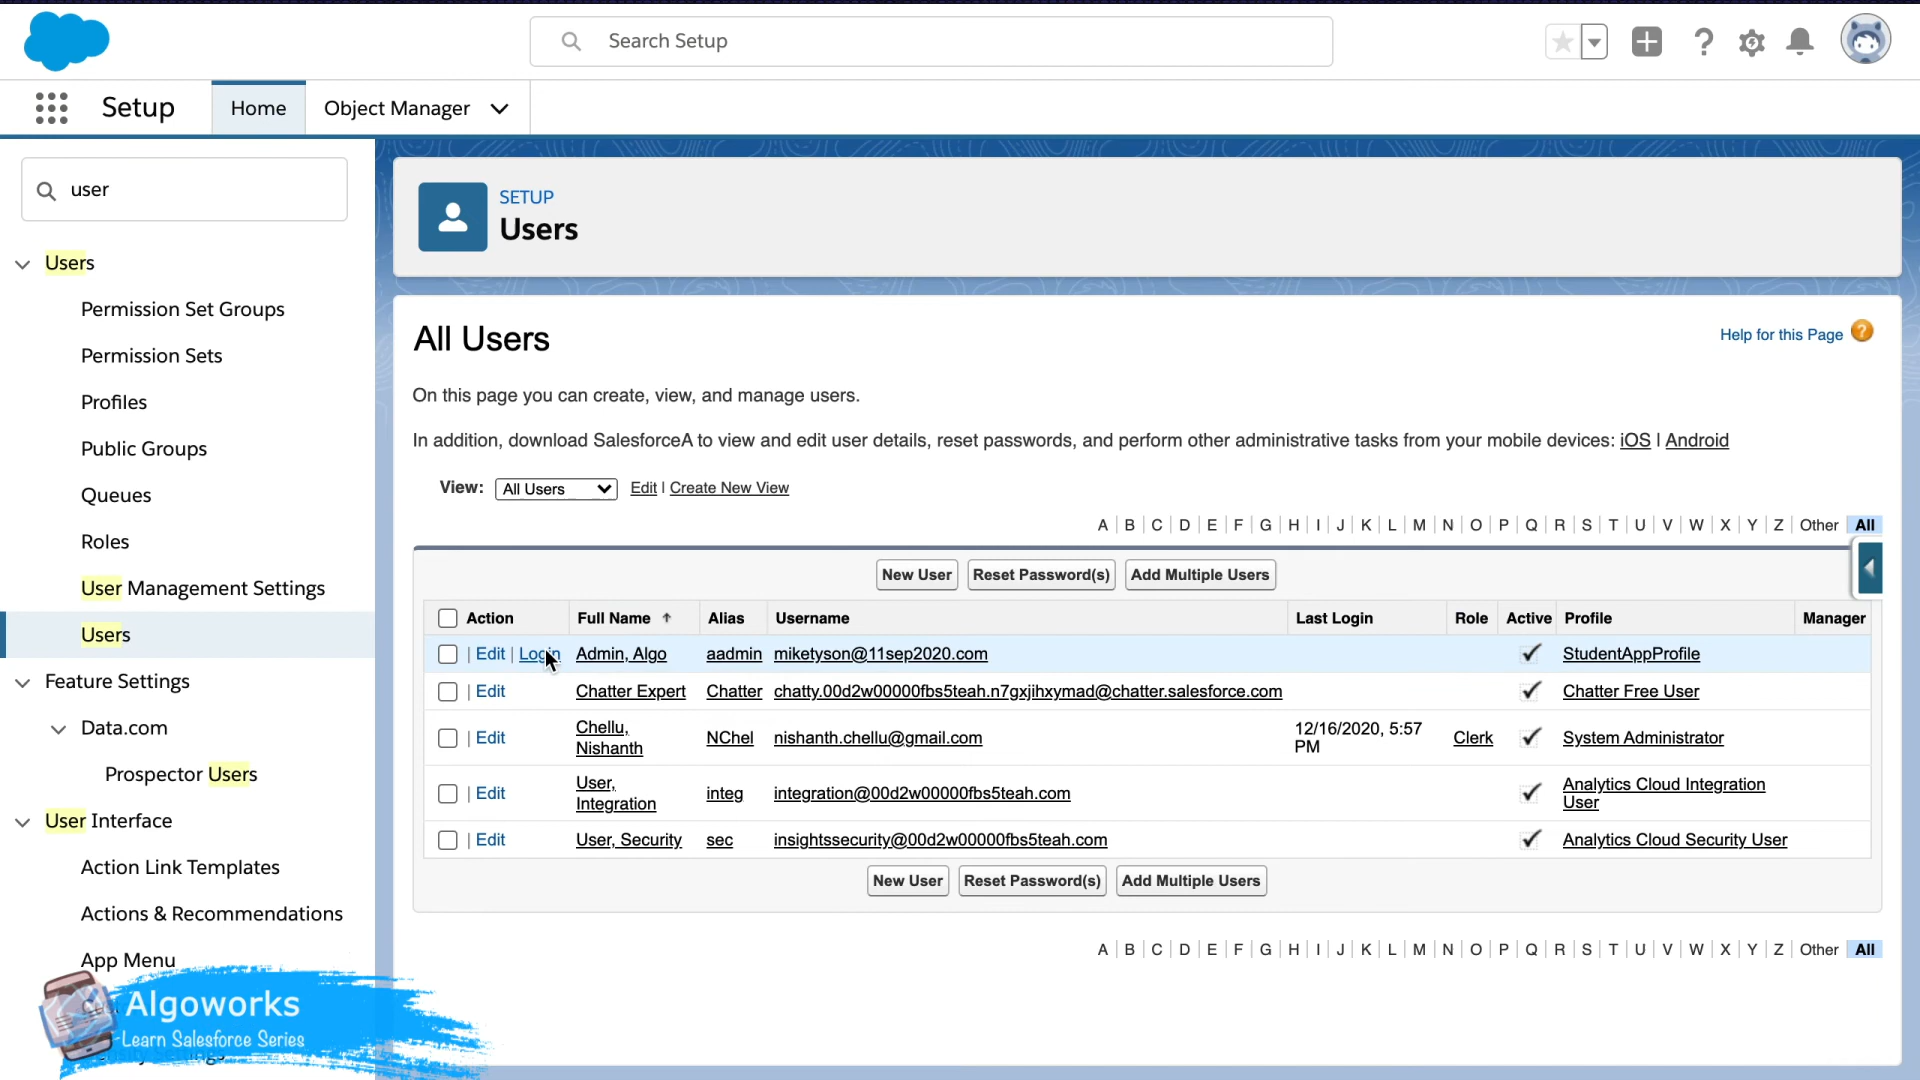 Search Setup
Setup
Home
Object Manager
user
Users
Permission Set Groups
Permission Sets
Profiles
Public Groups
Queues
Roles
User Management Settings
Users
Feature Settings
Data.com
Prospector Users
User Interface
Action Link Templates
Actions & Recommendations
App Menu
Algoworks
Learn Salesforce Series
SETUP
Users
All Users
Help for this Page
On this page you can create, view, and manage users.
In addition, download SalesforceA to view and edit user details, reset passwords, and perform other administrative tasks from your mobile devices: iOS | Android
View: All Users Edit | Create New View
A | B | C | D | E | F | G | H | I | J | K | L | M | N | O | P | Q | R | S | T | U | V | W | X | Y | Z | Other All
New User Reset Password(s) Add Multiple Users
Action Full Name Alias Username Last Login Role Active Profile Manager
| Edit | Login Admin, Algo aadmin miketyson@11sep2020.com StudentAppProfile
| Edit Chatter Expert Chatter chatty.00d2w00000fbs5teah.n7gxjihxymad@chatter.salesforce.com Chatter Free User
| Edit Chellu, Nishanth NChel nishanth.chellu@gmail.com 12/16/2020, 5:57 PM Clerk System Administrator
| Edit User, Integration integ integration@00d2w00000fbs5teah.com Analytics Cloud Integration User
| Edit User, Security sec insightssecurity@00d2w00000fbs5teah.com Analytics Cloud Security User
New User Reset Password(s) Add Multiple Users
A | B | C | D | E | F | G | H | I | J | K | L | M | N | O | P | Q | R | S | T | U | V | W | X | Y | Z | Other All